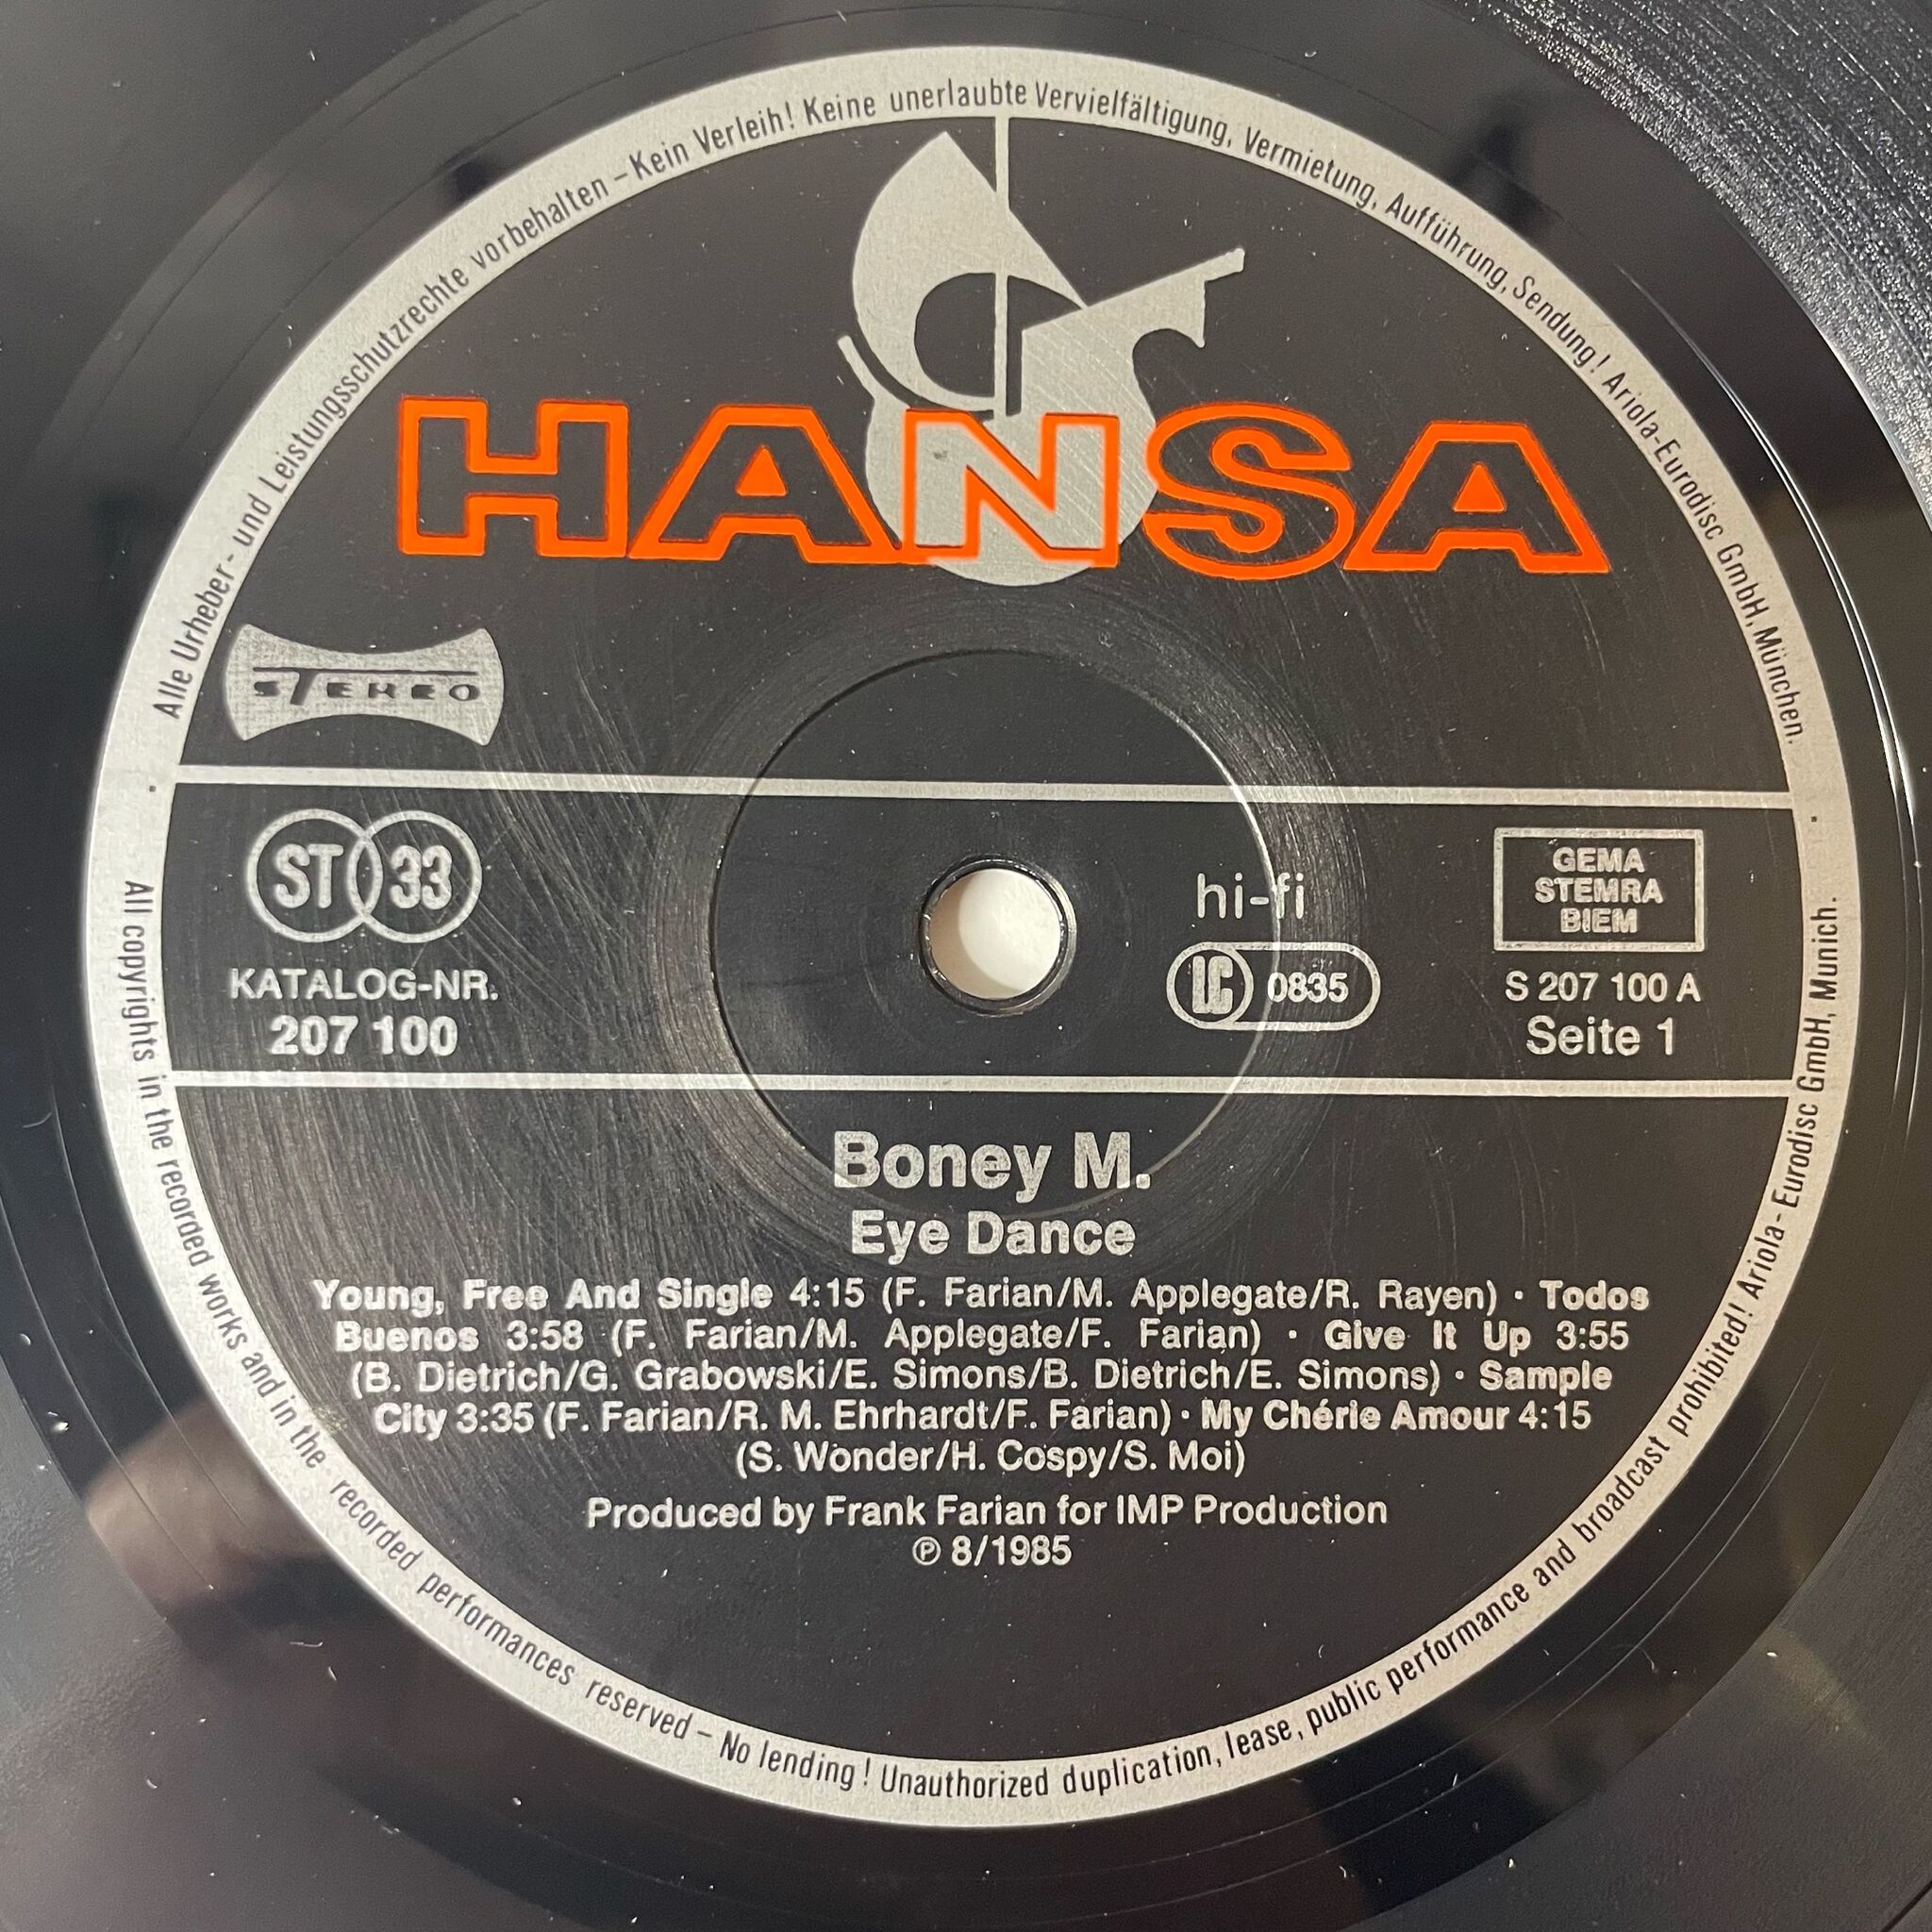 Alle Urheber- und Leistungsschutzrechte vorbehalten – Kein Verleih! Keine unerlaubte Vervielfältigung, Vermietung, Aufführung, Sendung! Ariola-Eurodisc GmbH, München.
HANSA
STEREO
ST 33
KATALOG-NR.
207 100
hi-fi
LC 0835
GEMA
STEMRA
BIEM
S 207 100 A
Seite 1
Boney M.
Eye Dance
Young, Free And Single 4:15 (F. Farian/M. Applegate/R. Rayen) · Todos
Buenos 3:58 (F. Farian/M. Applegate/F. Farian) · Give It Up 3:55
(B. Dietrich/G. Grabowski/E. Simons/B. Dietrich/E. Simons) · Sample
City 3:35 (F. Farian/R. M. Ehrhardt/F. Farian) · My Chérie Amour 4:15
(S. Wonder/H. Cospy/S. Moi)
Produced by Frank Farian for IMP Production
℗ 8/1985
All copyrights in the recorded works and in the recorded performances reserved – No lending! Unauthorized duplication, lease, public performance and broadcast prohibited! Ariola-Eurodisc GmbH, Munich.